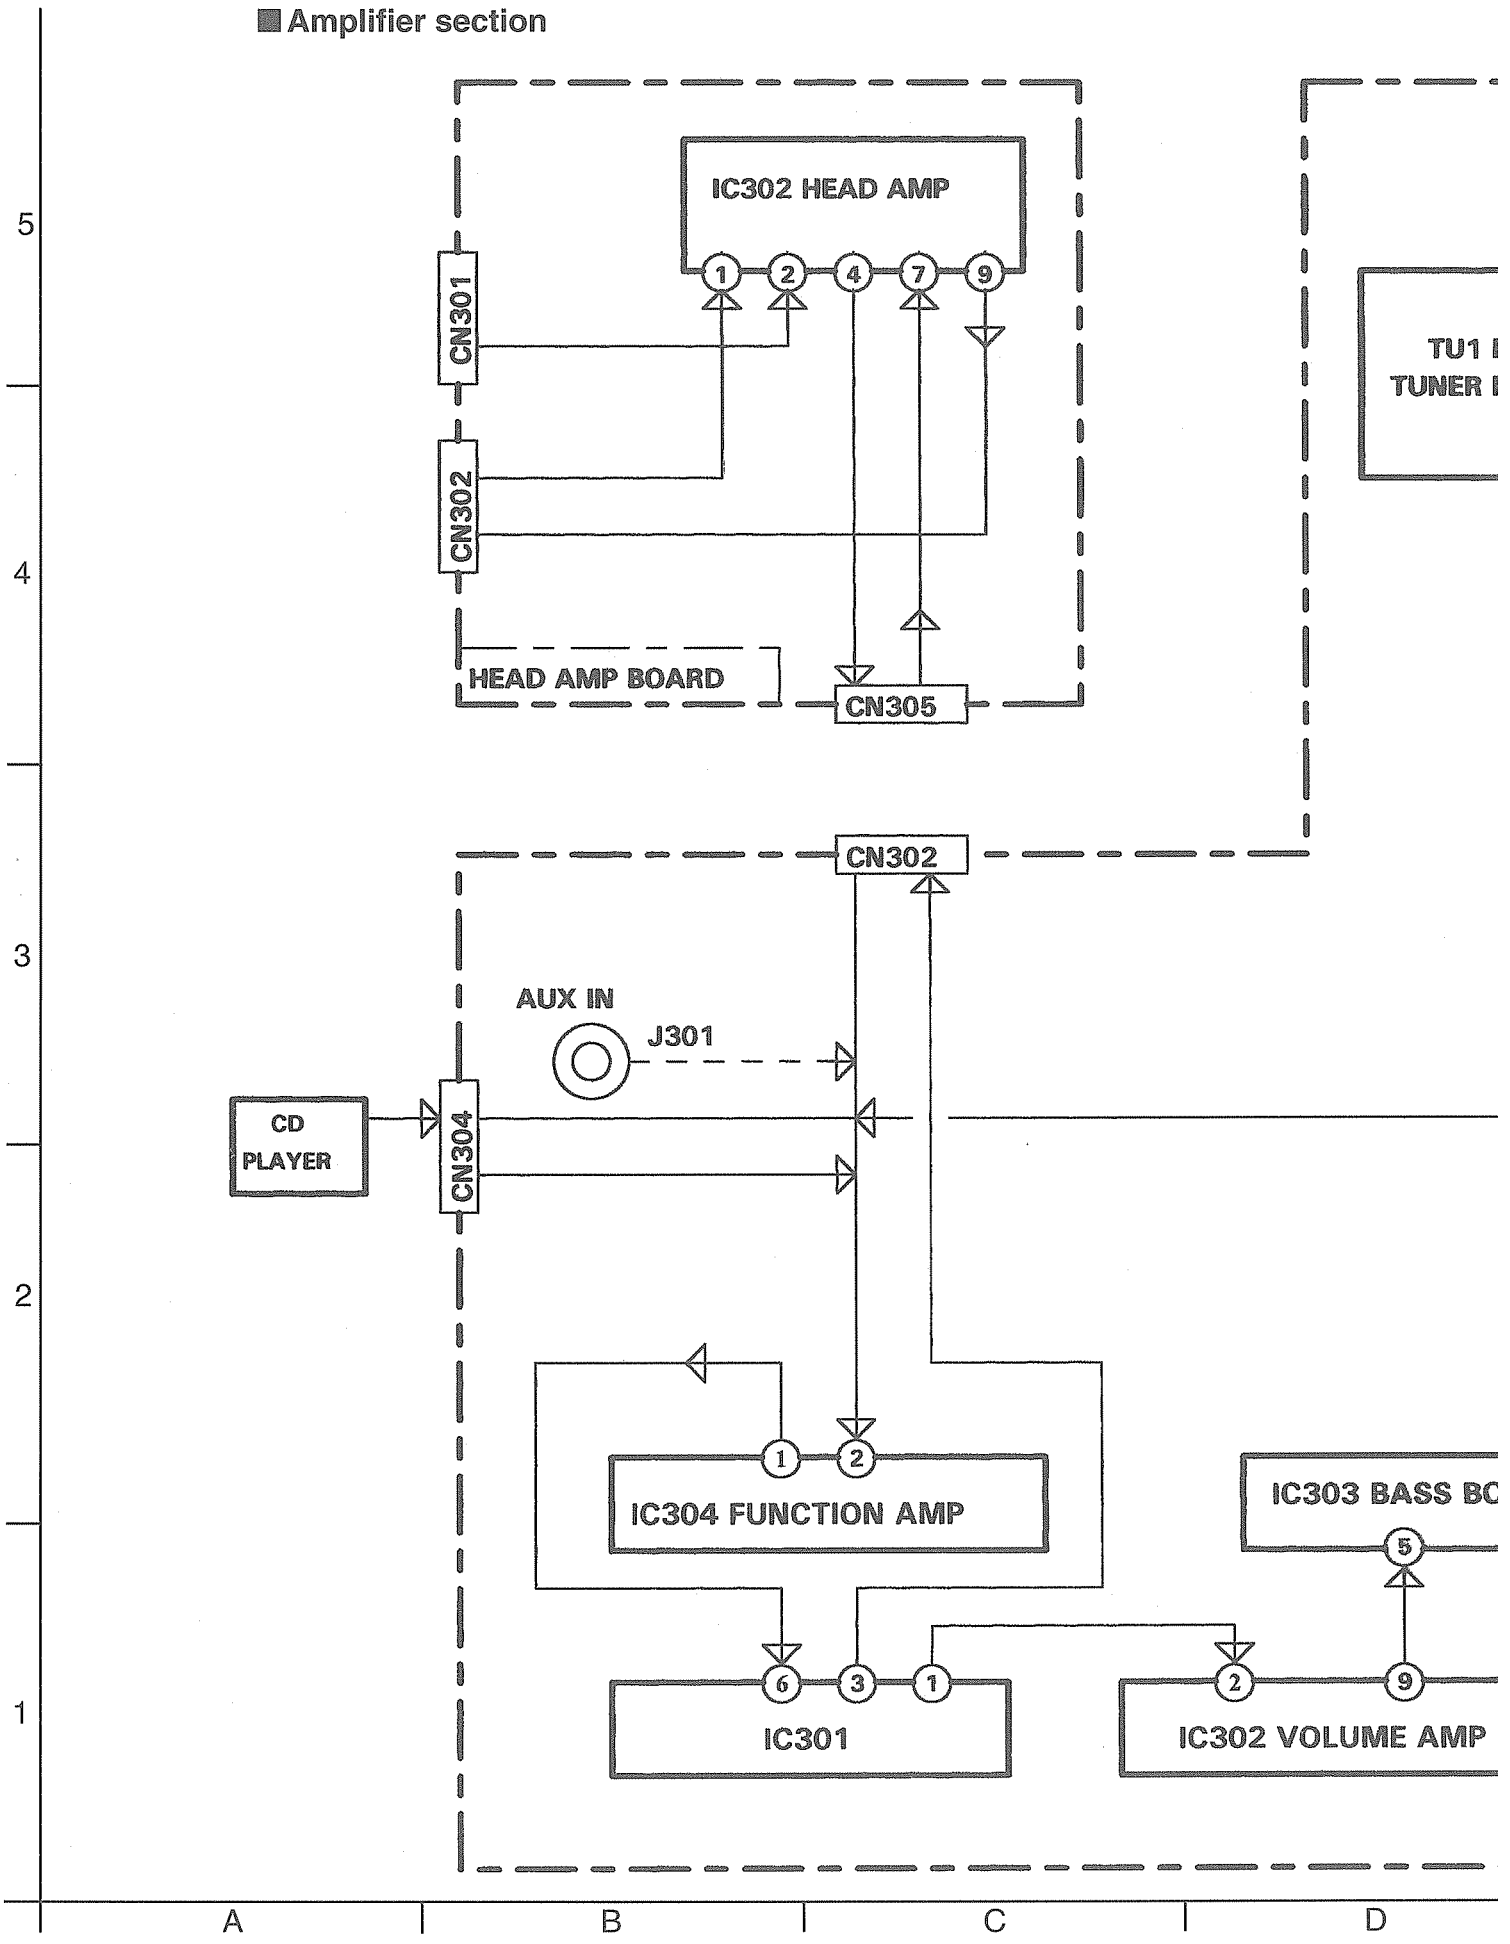 Amplifier section
IC302 HEAD AMP
1 2 4 7 9
5
CN301
TU1
TUNER
CN302
4
HEAD AMP BOARD
CN305
CN302
3
AUX IN
J301
CD
PLAYER
CN304
2
1 2
IC304 FUNCTION AMP
IC303 BASS
5
6 3 1
2 9
1
IC301
IC302 VOLUME AMP
A B C D